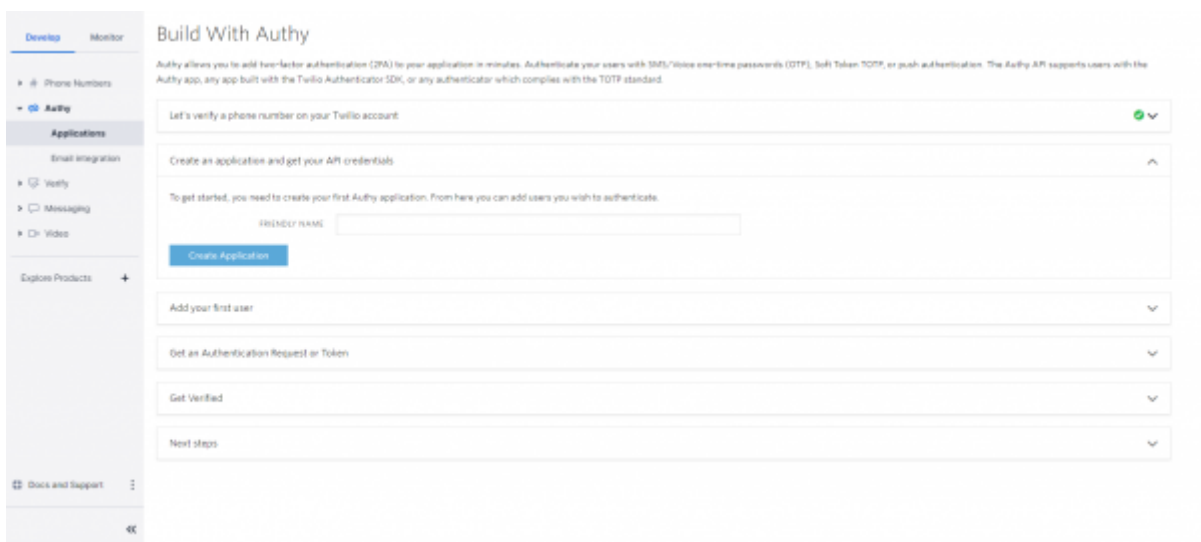 Develop
Monitor
Phone Numbers
Authy
Applications
Email Integration
Verify
Messaging
Video
Explore Products +
Docs and Support
Build With Authy
Authy allows you to add two-factor authentication (2FA) to your application in minutes. Authenticate your users with SMS/Voice one-time passwords (OTP), Soft Token TOTP, or push authentication. The Authy API supports users with the
Authy app, any app built with the Twilio Authenticator SDK, or any authenticator which complies with the TOTP standard.
Let's verify a phone number on your Twilio account
Create an application and get your API credentials
To get started, you need to create your first Authy application. From here you can add users you wish to authenticate.
FRIENDLY NAME
Create Application
Add your first user
Get an Authentication Request or Token
Get Verified
Next steps